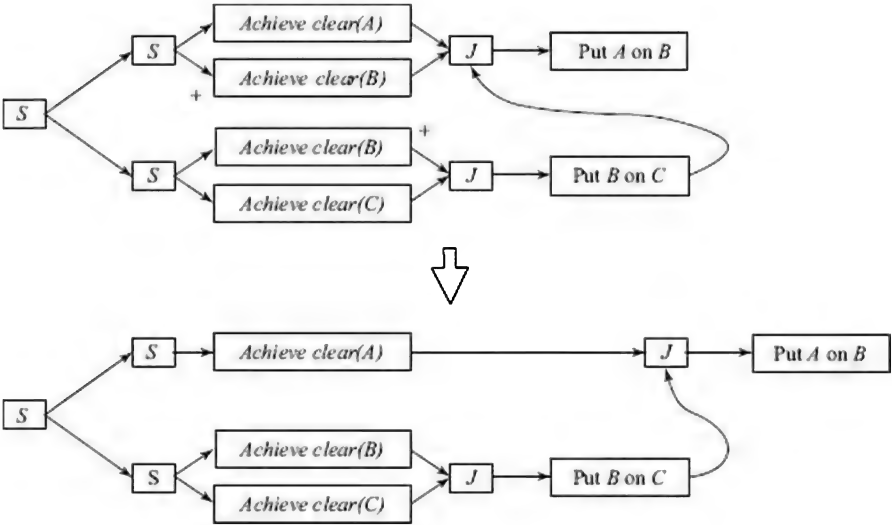 Achieve clear(A)
S
J
Put A on B
Achieve clear(B)
+
S
+
Achieve clear(B)
S
J
Put B on C
Achieve clear(C)
S
Achieve clear(A)
J
Put A on B
S
Achieve clear(B)
S
J
Put B on C
Achieve clear(C)